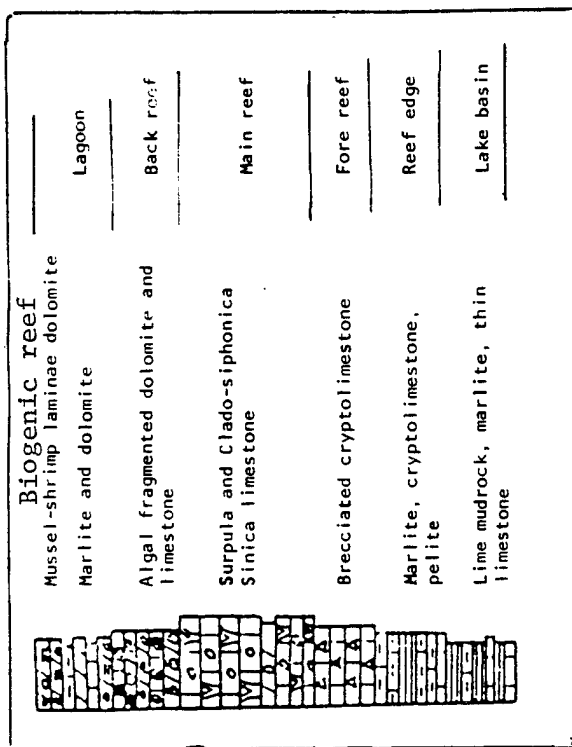 Biogenic reef
Mussel-shrimp laminae dolomite
Marlite and dolomite
Lagoon
Algal fragmented dolomite and
limestone
Back reef
Surpula and Clado-siphonica
Sinica limestone
Main reef
Brecciated cryptolimestone
Fore reef
Marlite, cryptolimestone,
pelite
Reef edge
Lime mudrock, marlite, thin
limestone
Lake basin